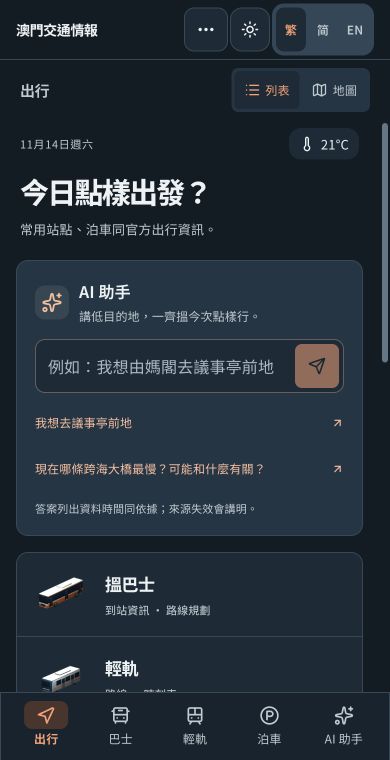 澳門交通情報
繁 简 EN
出行
列表 地圖
11月14日週六
21°C
今日點樣出發？
常用站點、泊車同官方出行資訊。
AI 助手
講低目的地，一齊搵今次點樣行。
例如：我想由媽閣去議事亭前地
我想去議事亭前地
現在哪條跨海大橋最慢？可能和什麼有關？
答案列出資料時間同依據；來源失效會講明。
搵巴士
到站資訊 · 路線規劃
輕軌
出行 巴士 輕軌 泊車 AI 助手